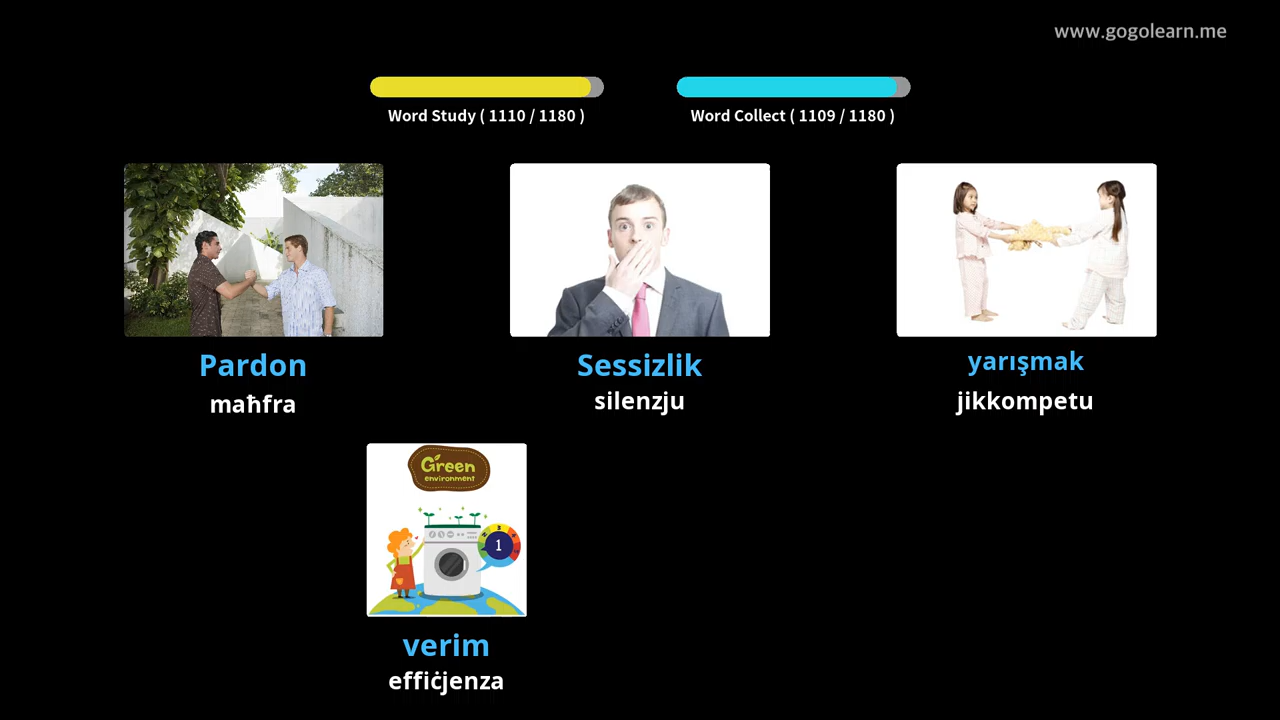 www.gogolearn.me
Word Study ( 1110 / 1180 )
Word Collect ( 1109 / 1180 )
Pardon
maħfra
Sessizlik
silenzju
yarışmak
jikkompetu
Green
environment
3
1
verim
effiċjenza